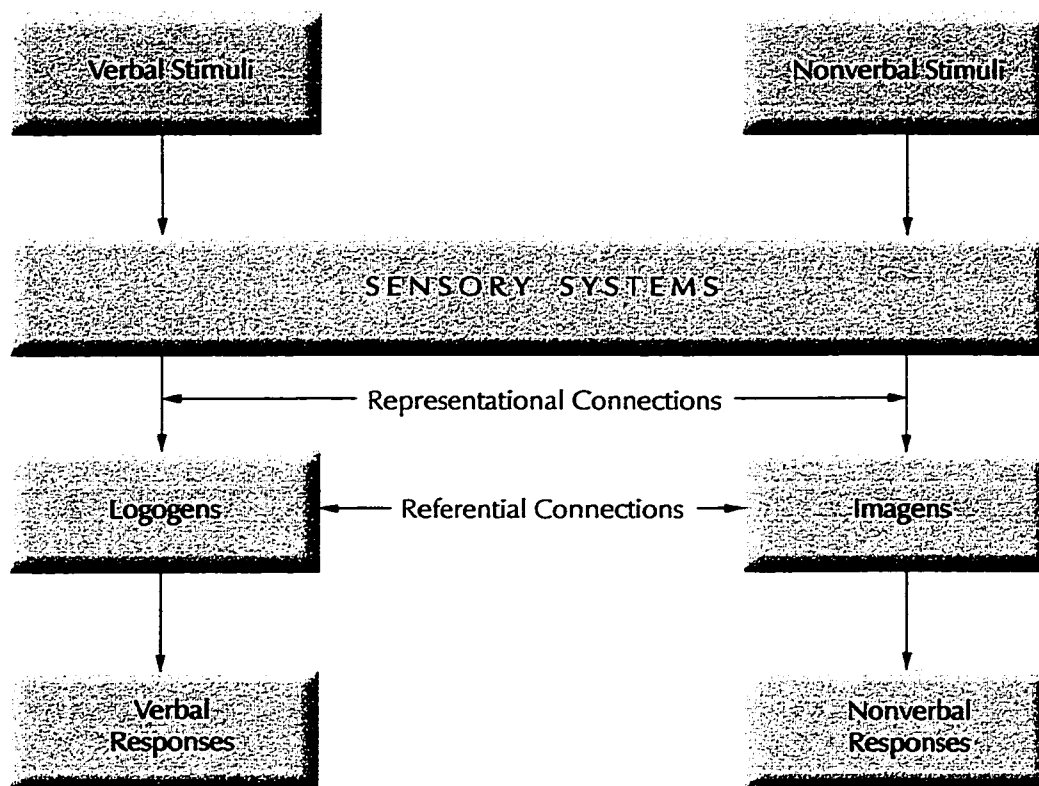 Verbal Stimuli
Nonverbal Stimuli
SENSORY SYSTEMS
Representational Connections
Logogens
Referential Connections
Imagens
Verbal
Responses
Nonverbal
Responses